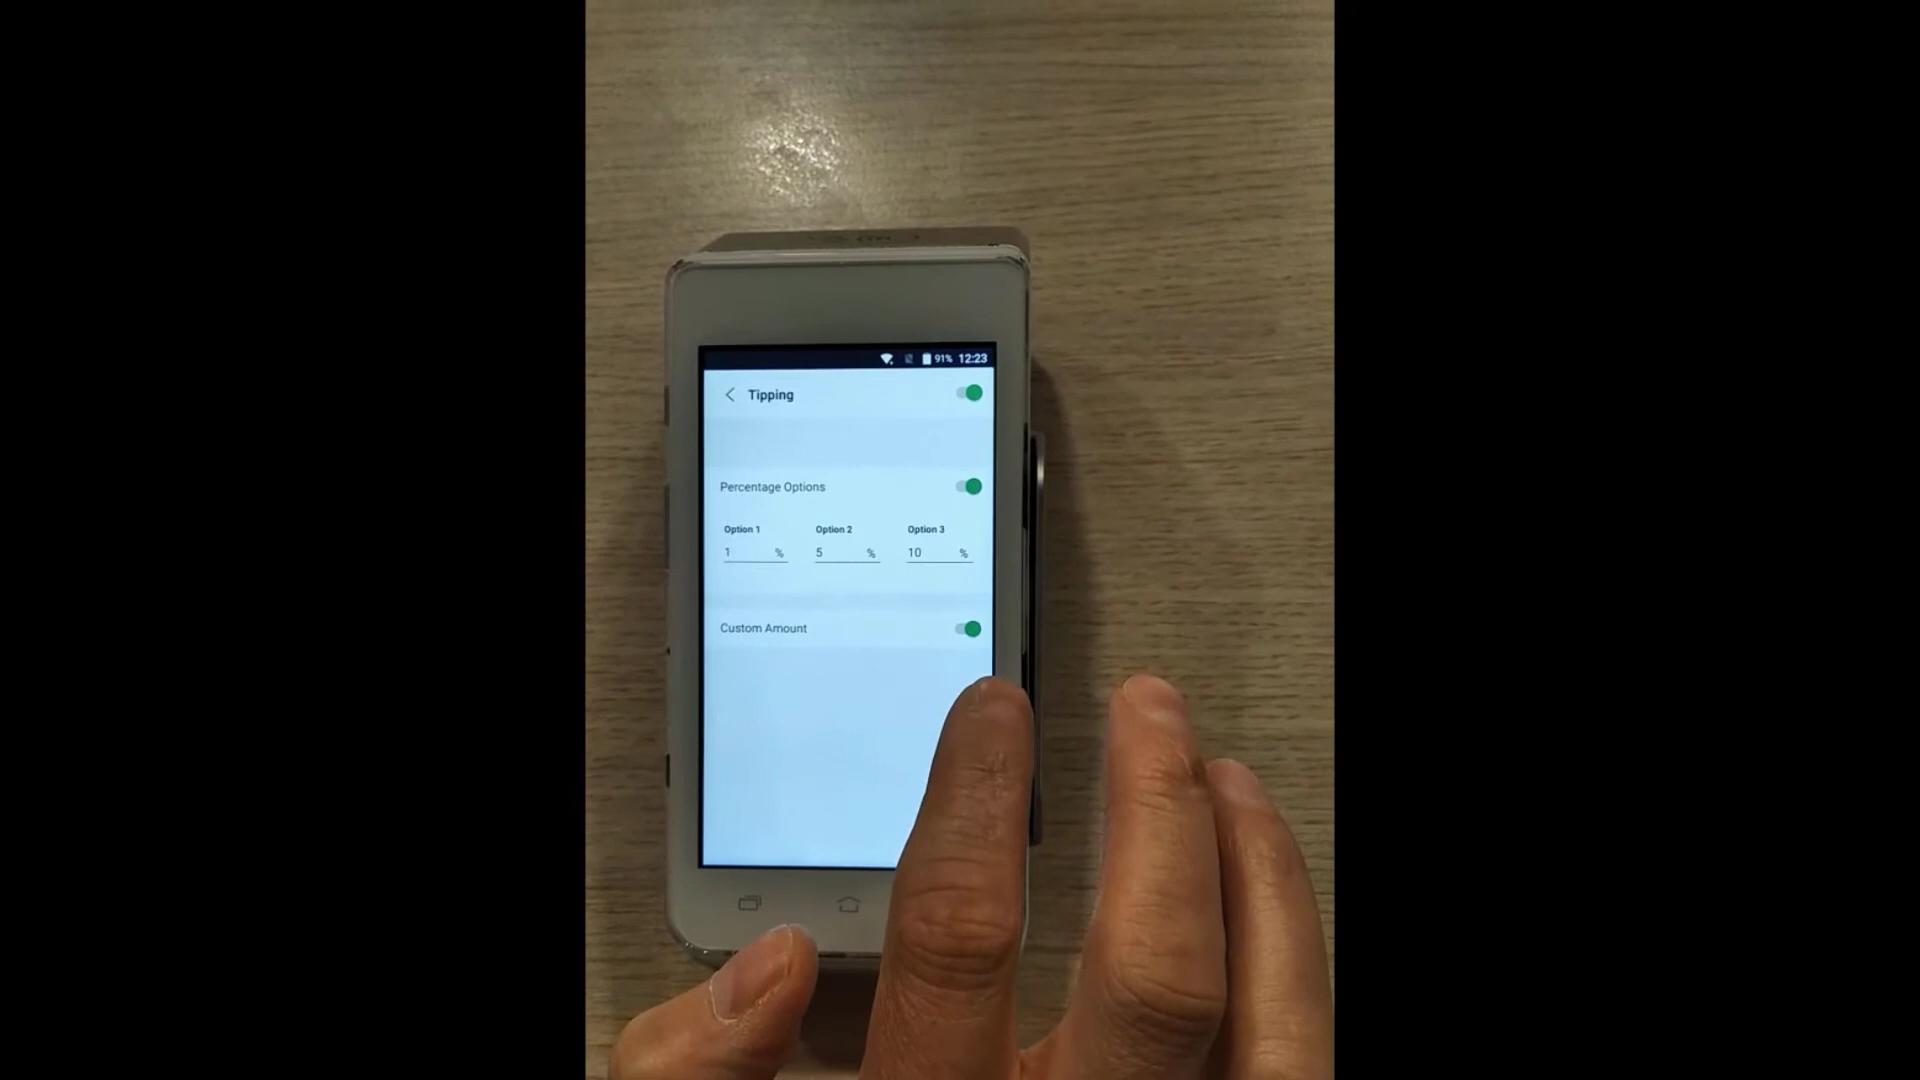 91% 12:23
Tipping
Percentage Options
Option 1 Option 2 Option 3
1 % 5 % 10 %
Custom Amount